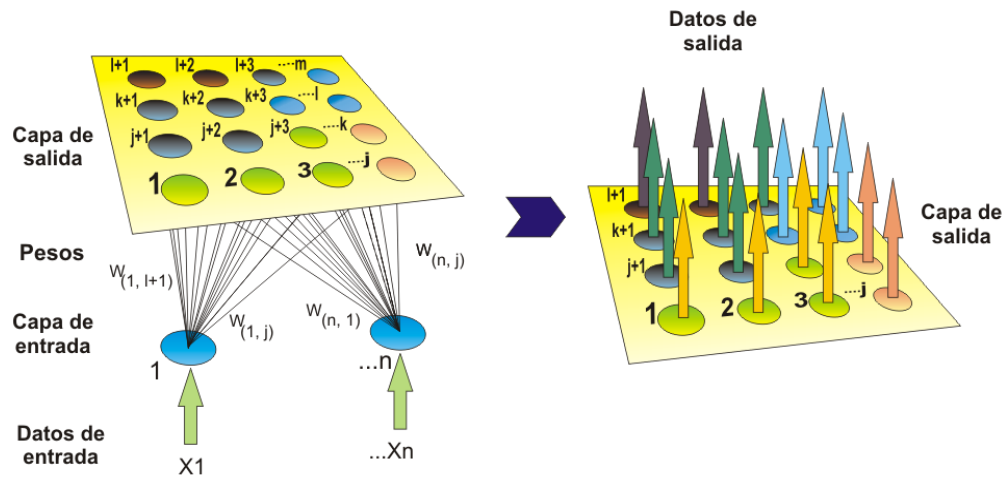 l+1 l+2 l+3 ----m
k+1 k+2 k+3 ----l
Capa de
salida
j+1 j+2 j+3 ----k
1 2 3 ----j
Pesos
W(1, l+1)
W(n, j)
W(1, j)
W(n, 1)
Capa de
entrada
1 ...n
Datos de
entrada
X1 ...Xn
Datos de
salida
l+1
k+1
j+1
1 2 3 ----j
Capa de
salida